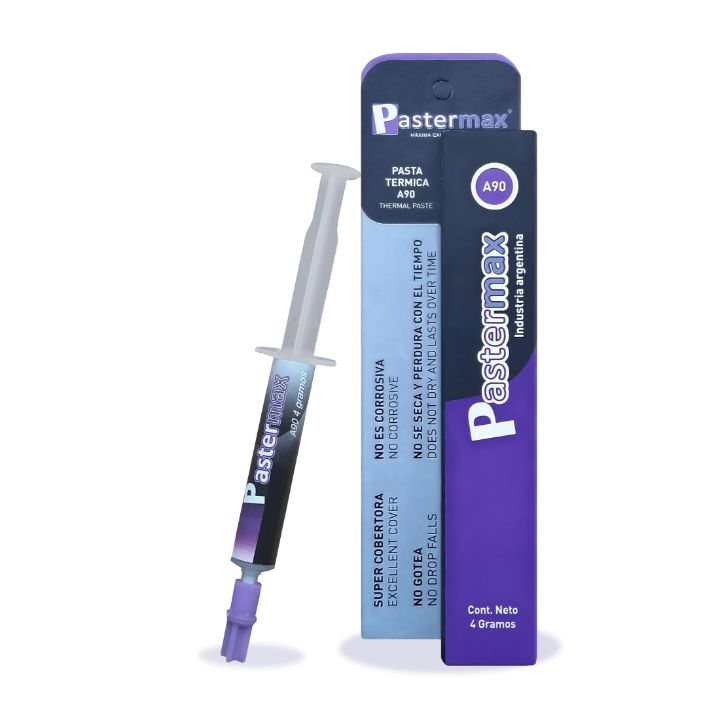 Pastermax®
MÁXIMA
PASTA
TERMICA
A90
THERMAL PASTE
SUPER COBERTORA
EXCELLENT COVER
NO ES CORROSIVA
NO CORROSIVE
NO GOTEA
NO DROP FALLS
NO SE SECA Y PERDURA CON EL TIEMPO
DOES NOT DRY AND LASTS OVER TIME
A90
Pastermax
Industria argentina
Cont. Neto
4 Gramos
Pastermax
A90 4 gramos